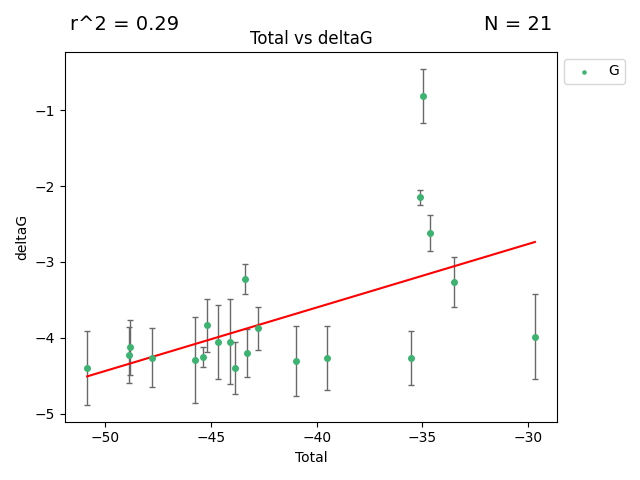 r^2 = 0.29
N = 21
Total vs deltaG
G
deltaG
−1
−2
−3
−4
−5
−50
−45
−40
−35
−30
Total